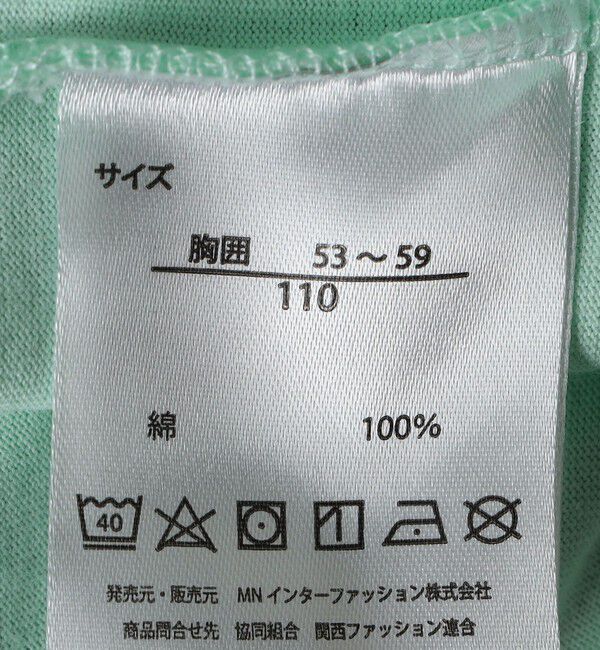 サイズ
胸囲 53～59
110
綿 100%
40
発売元・販売元 MNインターファッション株式会社
商品問合せ先 協同組合 関西ファッション連合